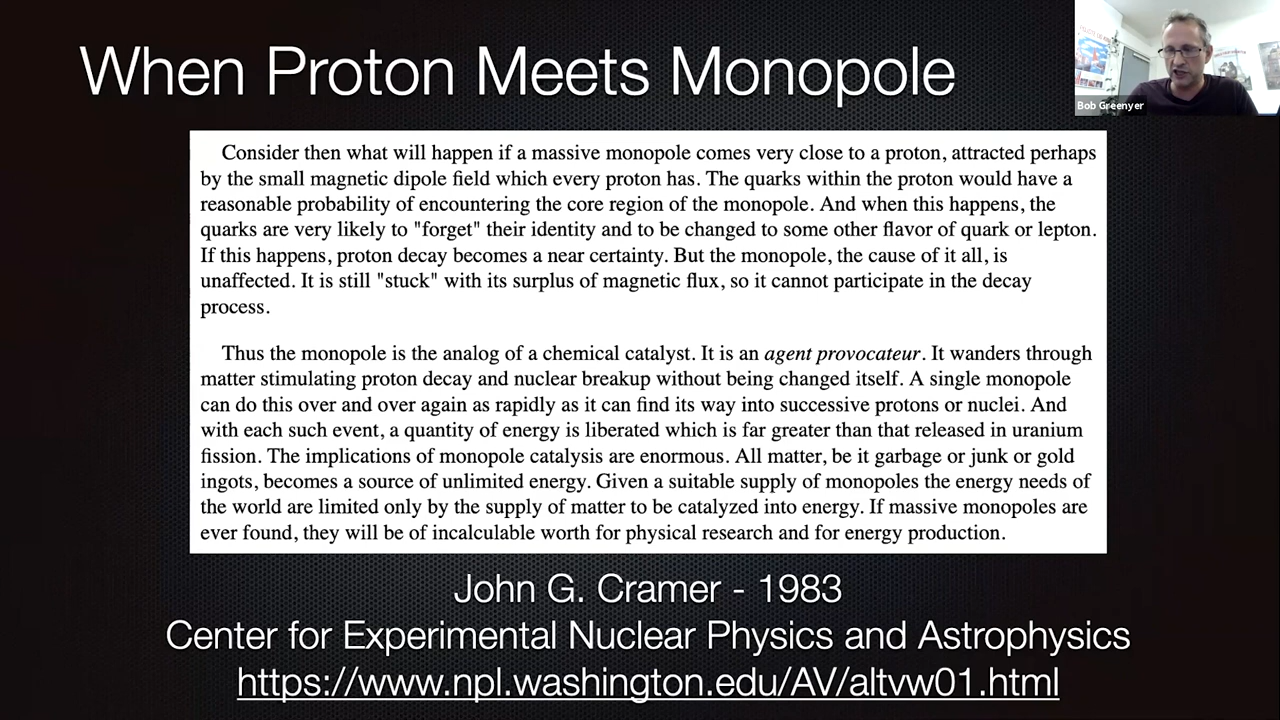 When Proton Meets Monopole
Bob Greenyer
Consider then what will happen if a massive monopole comes very close to a proton, attracted perhaps
by the small magnetic dipole field which every proton has. The quarks within the proton would have a
reasonable probability of encountering the core region of the monopole. And when this happens, the
quarks are very likely to "forget" their identity and to be changed to some other flavor of quark or lepton.
If this happens, proton decay becomes a near certainty. But the monopole, the cause of it all, is
unaffected. It is still "stuck" with its surplus of magnetic flux, so it cannot participate in the decay
process.
Thus the monopole is the analog of a chemical catalyst. It is an agent provocateur. It wanders through
matter stimulating proton decay and nuclear breakup without being changed itself. A single monopole
can do this over and over again as rapidly as it can find its way into successive protons or nuclei. And
with each such event, a quantity of energy is liberated which is far greater than that released in uranium
fission. The implications of monopole catalysis are enormous. All matter, be it garbage or junk or gold
ingots, becomes a source of unlimited energy. Given a suitable supply of monopoles the energy needs of
the world are limited only by the supply of matter to be catalyzed into energy. If massive monopoles are
ever found, they will be of incalculable worth for physical research and for energy production.
John G. Cramer - 1983
Center for Experimental Nuclear Physics and Astrophysics
https://www.npl.washington.edu/AV/altvw01.html